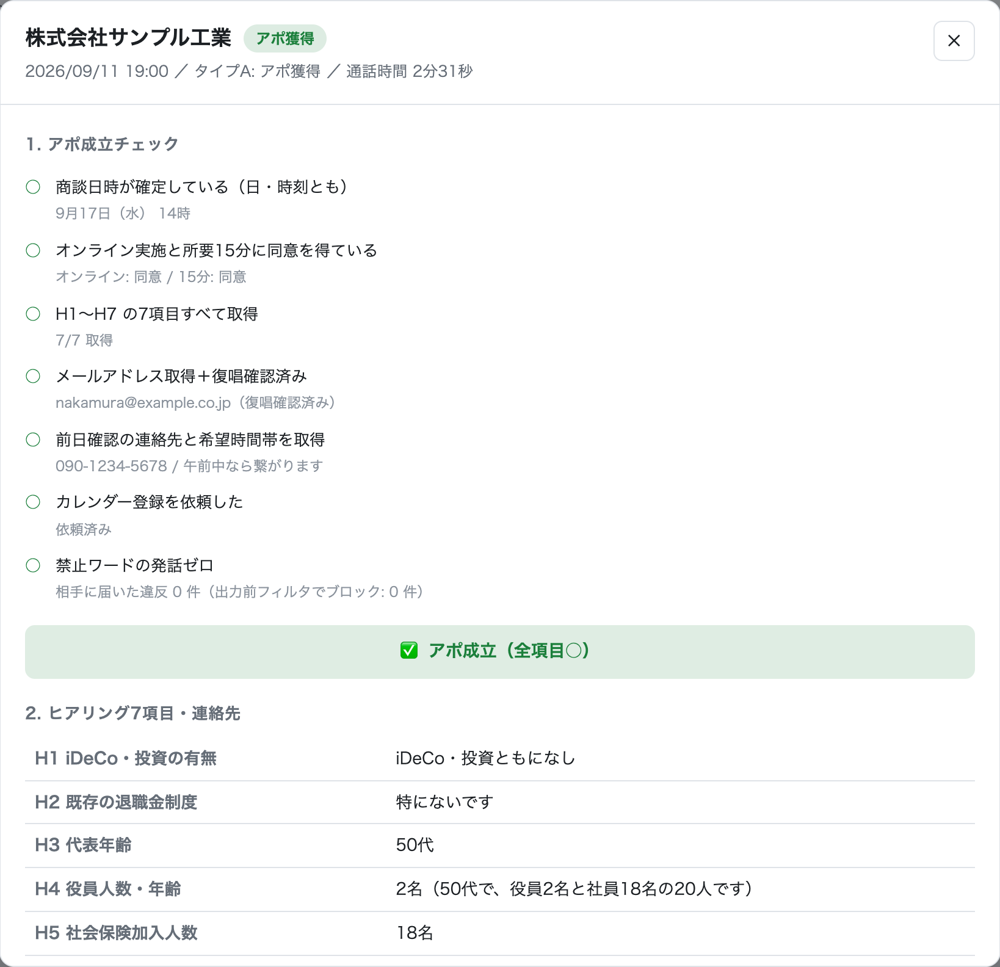 株式会社サンプル工業 アポ獲得
2026/09/11 19:00 ／ タイプA: アポ獲得 ／ 通話時間 2分31秒
1. アポ成立チェック
○ 商談日時が確定している（日・時刻とも）
9月17日（水） 14時
○ オンライン実施と所要15分に同意を得ている
オンライン: 同意 / 15分: 同意
○ H1〜H7 の7項目すべて取得
7/7 取得
○ メールアドレス取得＋復唱確認済み
nakamura@example.co.jp（復唱確認済み）
○ 前日確認の連絡先と希望時間帯を取得
090-1234-5678 / 午前中なら繋がります
○ カレンダー登録を依頼した
依頼済み
○ 禁止ワードの発話ゼロ
相手に届いた違反 0 件（出力前フィルタでブロック: 0 件）
✅ アポ成立（全項目○）
2. ヒアリング7項目・連絡先
H1 iDeCo・投資の有無 iDeCo・投資ともになし
H2 既存の退職金制度 特にないです
H3 代表年齢 50代
H4 役員人数・年齢 2名（50代で、役員2名と社員18名の20人です）
H5 社会保険加入人数 18名